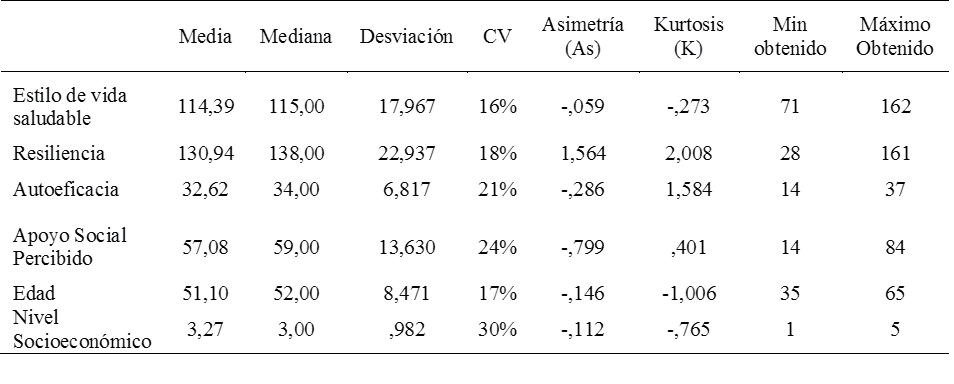 Media Mediana Desviación CV Asimetría (As) Kurtosis (K) Min obtenido Máximo Obtenido
Estilo de vida saludable 114,39 115,00 17,967 16% -,059 -,273 71 162
Resiliencia 130,94 138,00 22,937 18% 1,564 2,008 28 161
Autoeficacia 32,62 34,00 6,817 21% -,286 1,584 14 37
Apoyo Social Percibido 57,08 59,00 13,630 24% -,799 ,401 14 84
Edad 51,10 52,00 8,471 17% -,146 -1,006 35 65
Nivel Socioeconómico 3,27 3,00 ,982 30% -,112 -,765 1 5